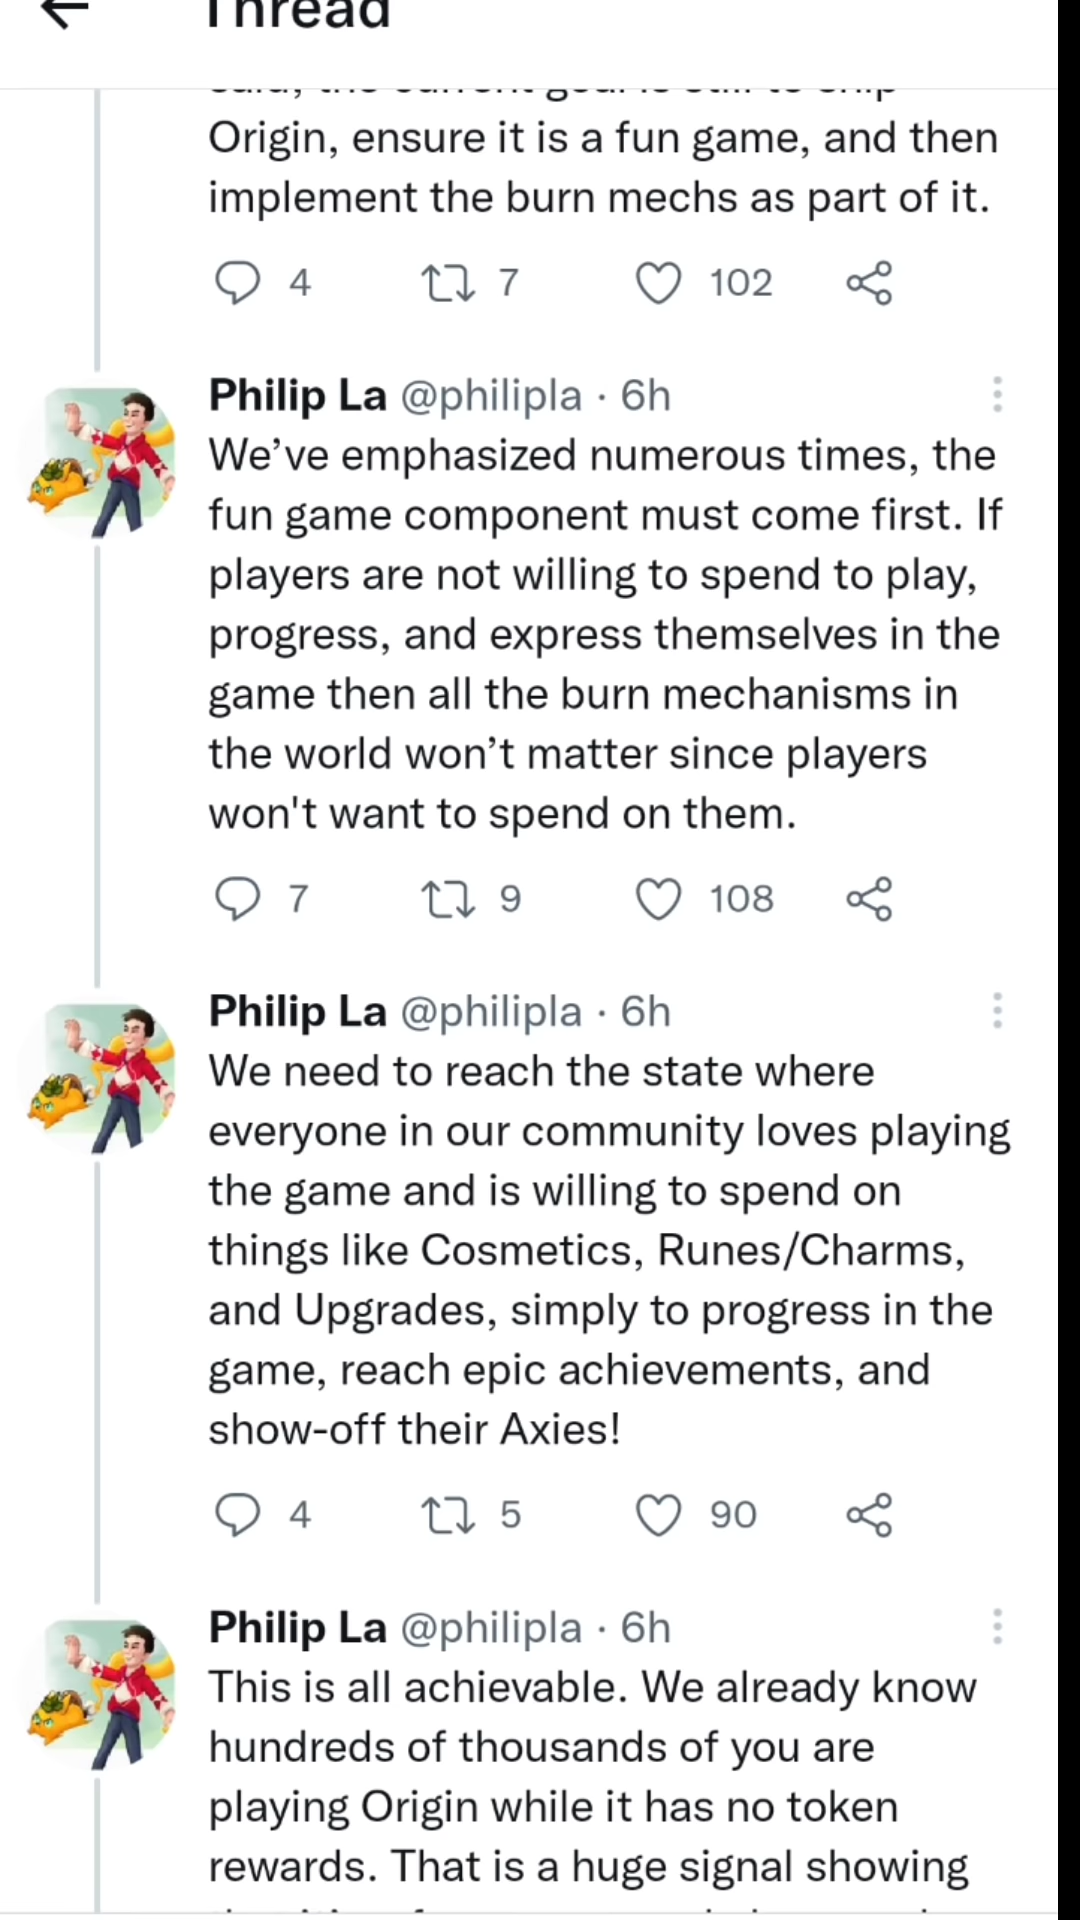 Thread
said, the current goal is still to ship
Origin, ensure it is a fun game, and then
implement the burn mechs as part of it.
4 7 102
Philip La @philipla · 6h
We’ve emphasized numerous times, the
fun game component must come first. If
players are not willing to spend to play,
progress, and express themselves in the
game then all the burn mechanisms in
the world won’t matter since players
won't want to spend on them.
7 9 108
Philip La @philipla · 6h
We need to reach the state where
everyone in our community loves playing
the game and is willing to spend on
things like Cosmetics, Runes/Charms,
and Upgrades, simply to progress in the
game, reach epic achievements, and
show-off their Axies!
4 5 90
Philip La @philipla · 6h
This is all achievable. We already know
hundreds of thousands of you are
playing Origin while it has no token
rewards. That is a huge signal showing